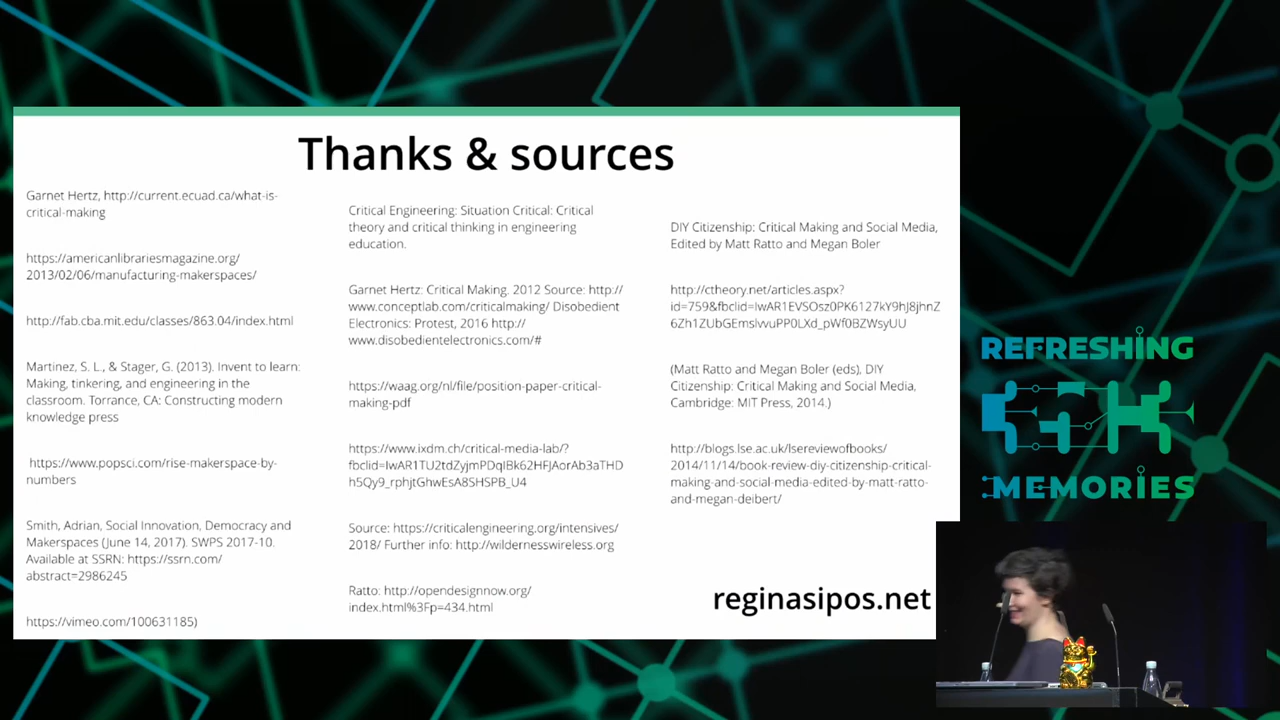 Thanks & sources
Garnet Hertz, http://current.ecuad.ca/what-is-
critical-making
https://americanlibrariesmagazine.org/
2013/02/06/manufacturing-makerspaces/
http://fab.cba.mit.edu/classes/863.04/index.html
Martinez, S. L., & Stager, G. (2013). Invent to learn:
Making, tinkering, and engineering in the
classroom. Torrance, CA: Constructing modern
knowledge press
https://www.popsci.com/rise-makerspace-by-
numbers
Smith, Adrian, Social Innovation, Democracy and
Makerspaces (June 14, 2017). SWPS 2017-10.
Available at SSRN: https://ssrn.com/
abstract=2986245
https://vimeo.com/100631185)
Critical Engineering: Situation Critical: Critical
theory and critical thinking in engineering
education.
Garnet Hertz: Critical Making. 2012 Source: http://
www.conceptlab.com/criticalmaking/ Disobedient
Electronics: Protest, 2016 http://
www.disobedientelectronics.com/#
https://waag.org/nl/file/position-paper-critical-
making-pdf
https://www.ixdm.ch/critical-media-lab/?
fbclid=IwAR1TU2tdZyjmPDqIBk62HFJAorAb3aTHD
h5Qy9_rphjtGhwEsA8SHSPB_U4
Source: https://criticalengineering.org/intensives/
2018/ Further info: http://wildernesswireless.org
Ratto: http://opendesignnow.org/
index.html%3Fp=434.html
DIY Citizenship: Critical Making and Social Media,
Edited by Matt Ratto and Megan Boler
http://ctheory.net/articles.aspx?
id=759&fbclid=IwAR1EVSOsz0PK6127kY9hJ8jhnZ
6Zh1ZUbGEmslvvuPP0LXd_pWf0BZWsyUU
(Matt Ratto and Megan Boler (eds), DIY
Citizenship: Critical Making and Social Media,
Cambridge: MIT Press, 2014.)
http://blogs.lse.ac.uk/lsereviewofbooks/
2014/11/14/book-review-diy-citizenship-critical-
making-and-social-media-edited-by-matt-ratto-
and-megan-deibert/
reginasipos.net
REFRESHING
35C3
MEMORIES